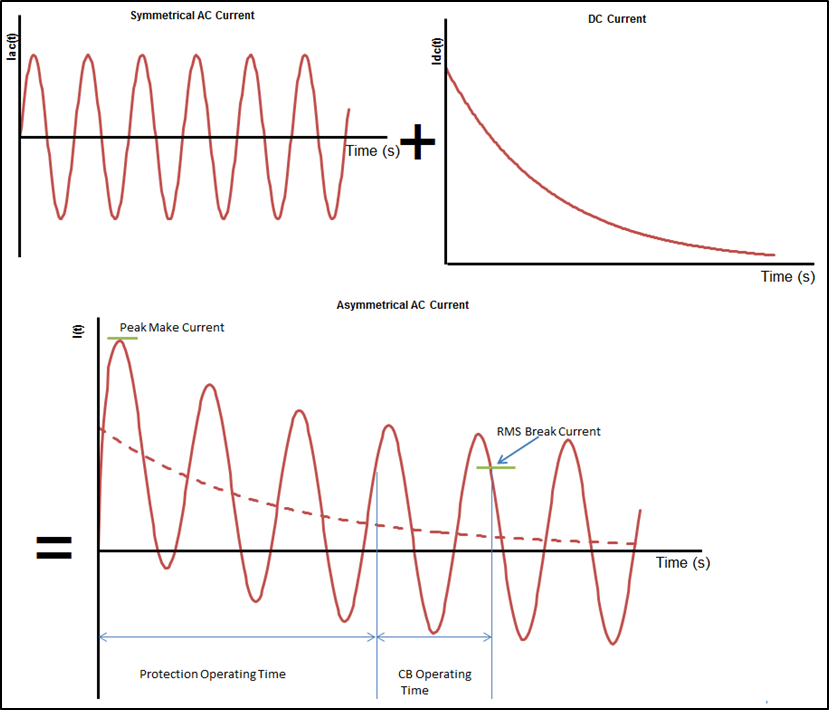 Symmetrical AC Current
Iac(t)
Time (s)
+
DC Current
Idc(t)
Time (s)
Asymmetrical AC Current
I(t)
Peak Make Current
RMS Break Current
=
Time (s)
Protection Operating Time
CB Operating
Time